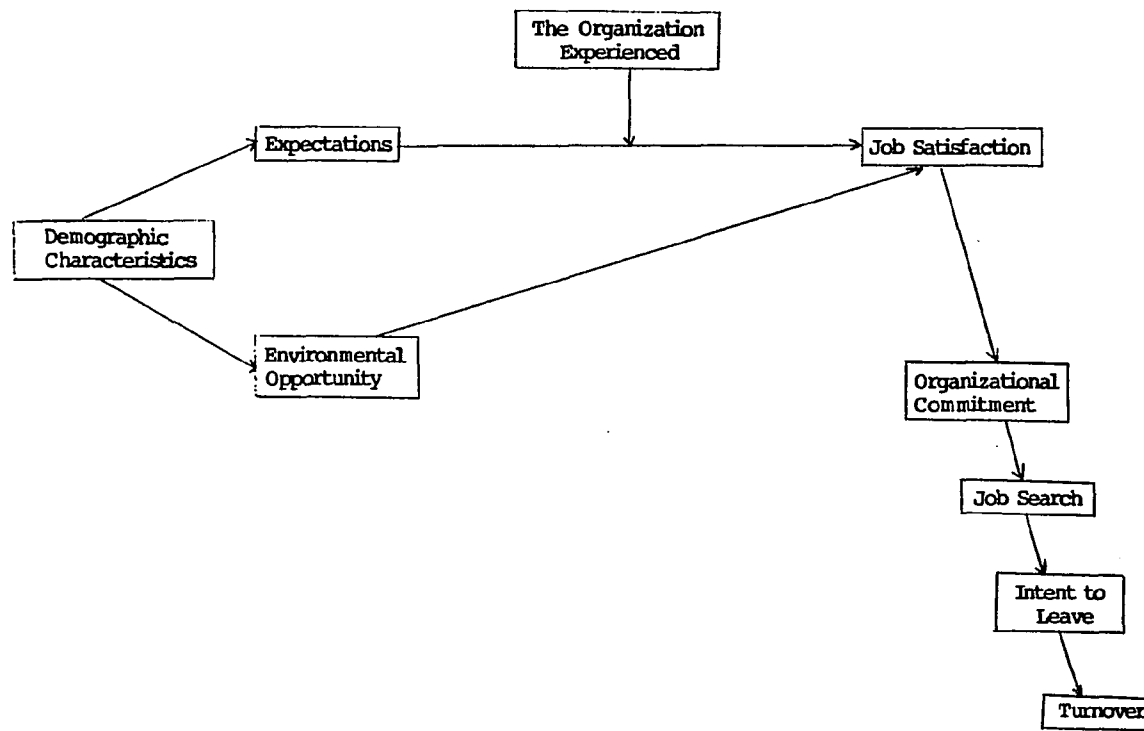 The Organization
Experienced
Expectations
Job Satisfaction
Demographic
Characteristics
Environmental
Opportunity
Organizational
Commitment
Job Search
Intent to
Leave
Turnover